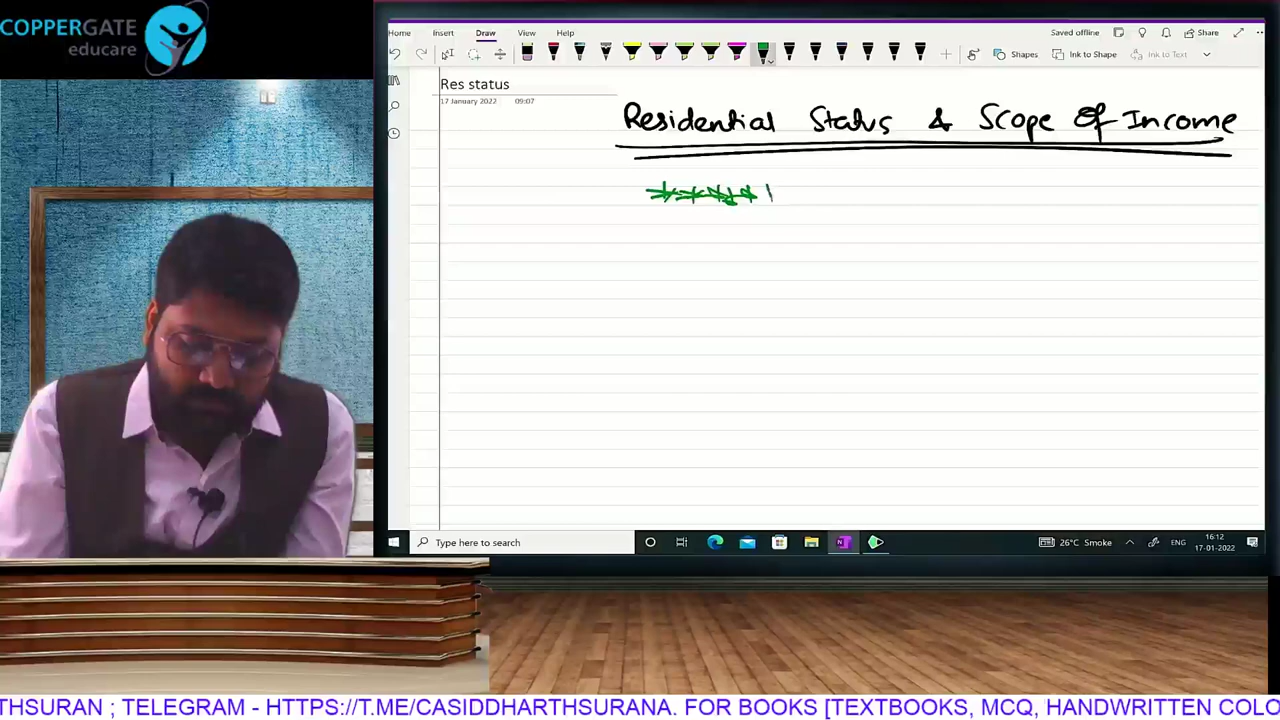 COPPERGATE
educare
Home Insert Draw View Help
Saved offline Share
Shapes Ink to Shape Ink to Text
Res status
17 January 2022 09:07
Residential Status & Scope Of Income
Type here to search
26°C Smoke ENG 16:12
17-01-2022
THSURAN ; TELEGRAM - HTTPS://T.ME/CASIDDHARTHSURANA. FOR BOOKS [TEXTBOOKS, MCQ, HANDWRITTEN COLO